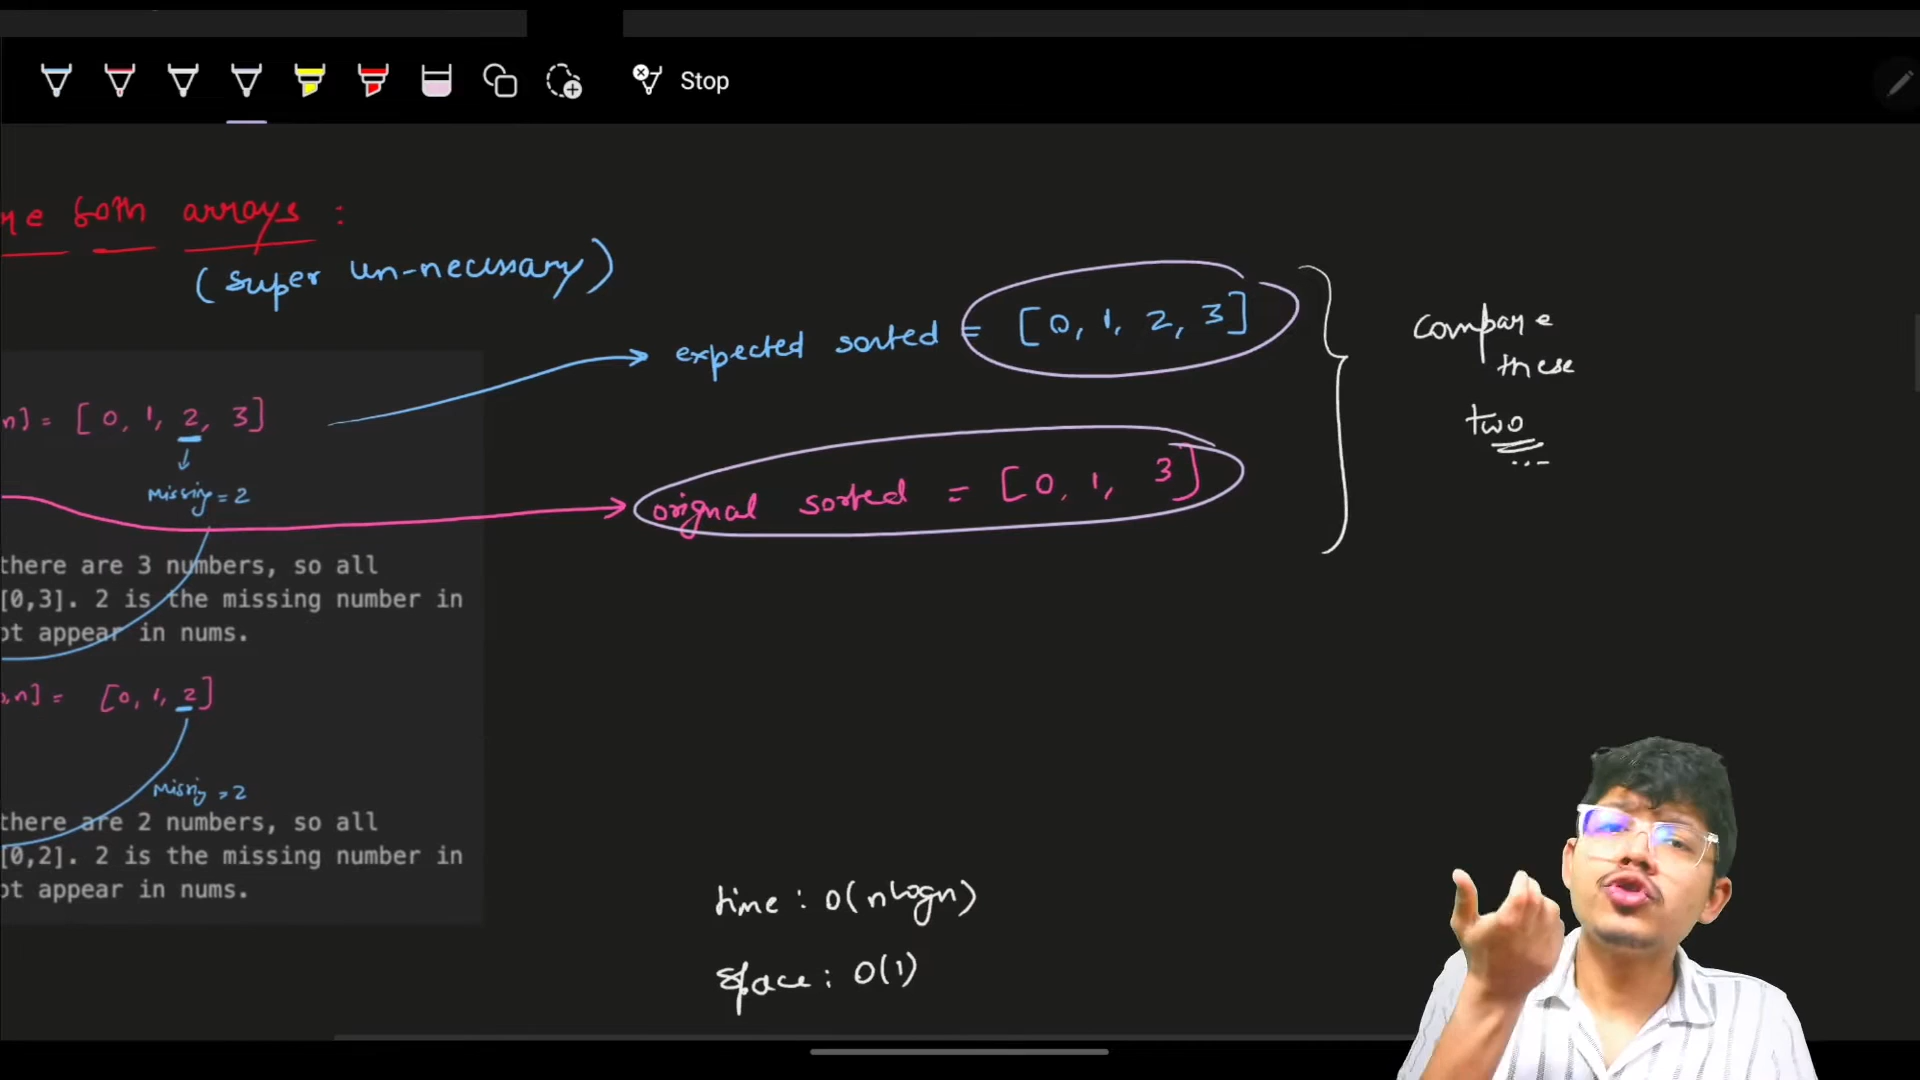 Stop
re both arrays :
(super un-necessary)
expected sorted = [0, 1, 2, 3]
compare
these
two
...
n] = [0, 1, 2, 3]
Missing = 2
orignal sorted = [0, 1, 3]
there are 3 numbers, so all
[0,3]. 2 is the missing number in
ot appear in nums.
,n] = [0, 1, 2]
Missing = 2
there are 2 numbers, so all
[0,2]. 2 is the missing number in
ot appear in nums.
time : O(nlogn)
space : O(1)